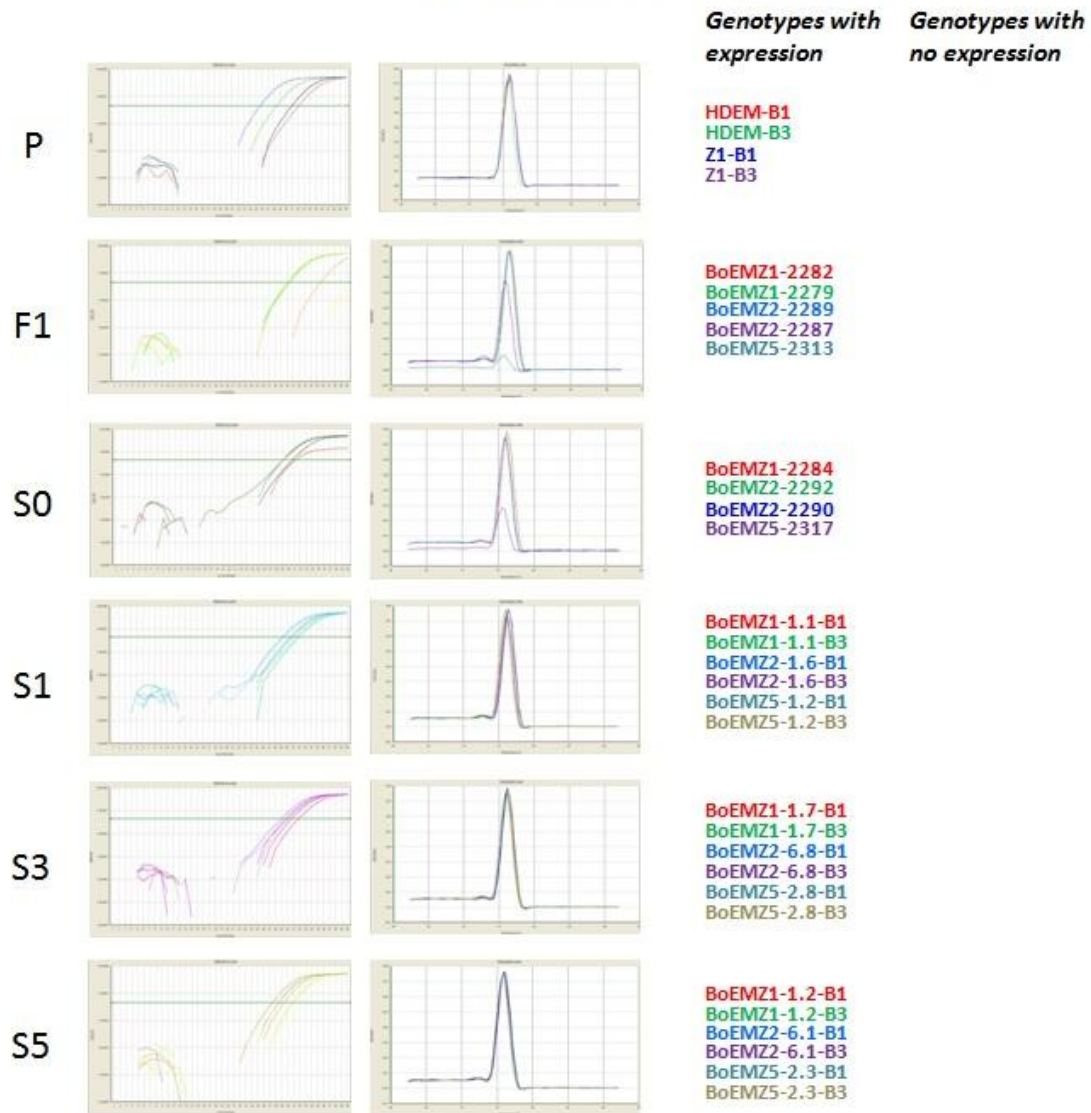 Genotypes with
expression
Genotypes with
no expression
P
HDEM-B1
HDEM-B3
Z1-B1
Z1-B3
F1
BoEMZ1-2282
BoEMZ1-2279
BoEMZ2-2289
BoEMZ2-2287
BoEMZ5-2313
S0
BoEMZ1-2284
BoEMZ2-2292
BoEMZ2-2290
BoEMZ5-2317
S1
BoEMZ1-1.1-B1
BoEMZ1-1.1-B3
BoEMZ2-1.6-B1
BoEMZ2-1.6-B3
BoEMZ5-1.2-B1
BoEMZ5-1.2-B3
S3
BoEMZ1-1.7-B1
BoEMZ1-1.7-B3
BoEMZ2-6.8-B1
BoEMZ2-6.8-B3
BoEMZ5-2.8-B1
BoEMZ5-2.8-B3
S5
BoEMZ1-1.2-B1
BoEMZ1-1.2-B3
BoEMZ2-6.1-B1
BoEMZ2-6.1-B3
BoEMZ5-2.3-B1
BoEMZ5-2.3-B3